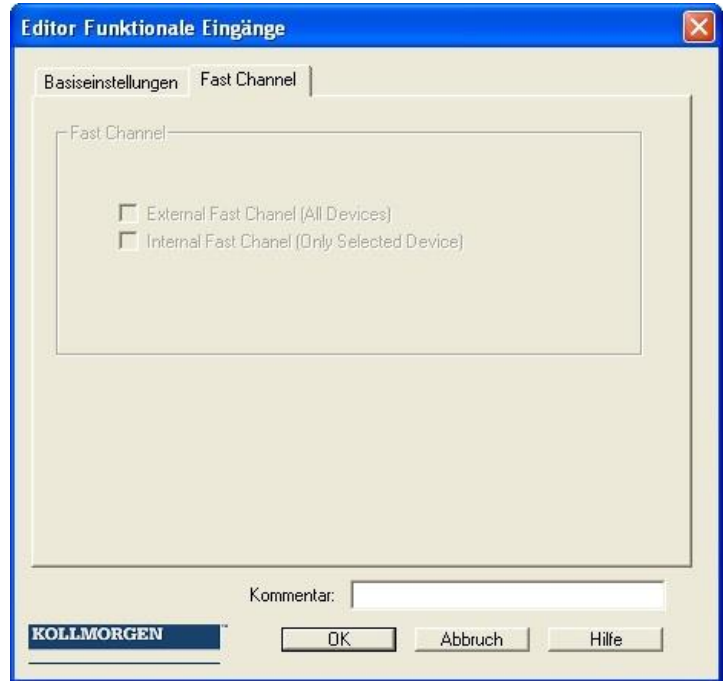 Editor Funktionale Eingänge
Basiseinstellungen Fast Channel
Fast Channel
External Fast Chanel (All Devices)
Internal Fast Chanel (Only Selected Device)
Kommentar:
KOLLMORGEN™
OK Abbruch Hilfe